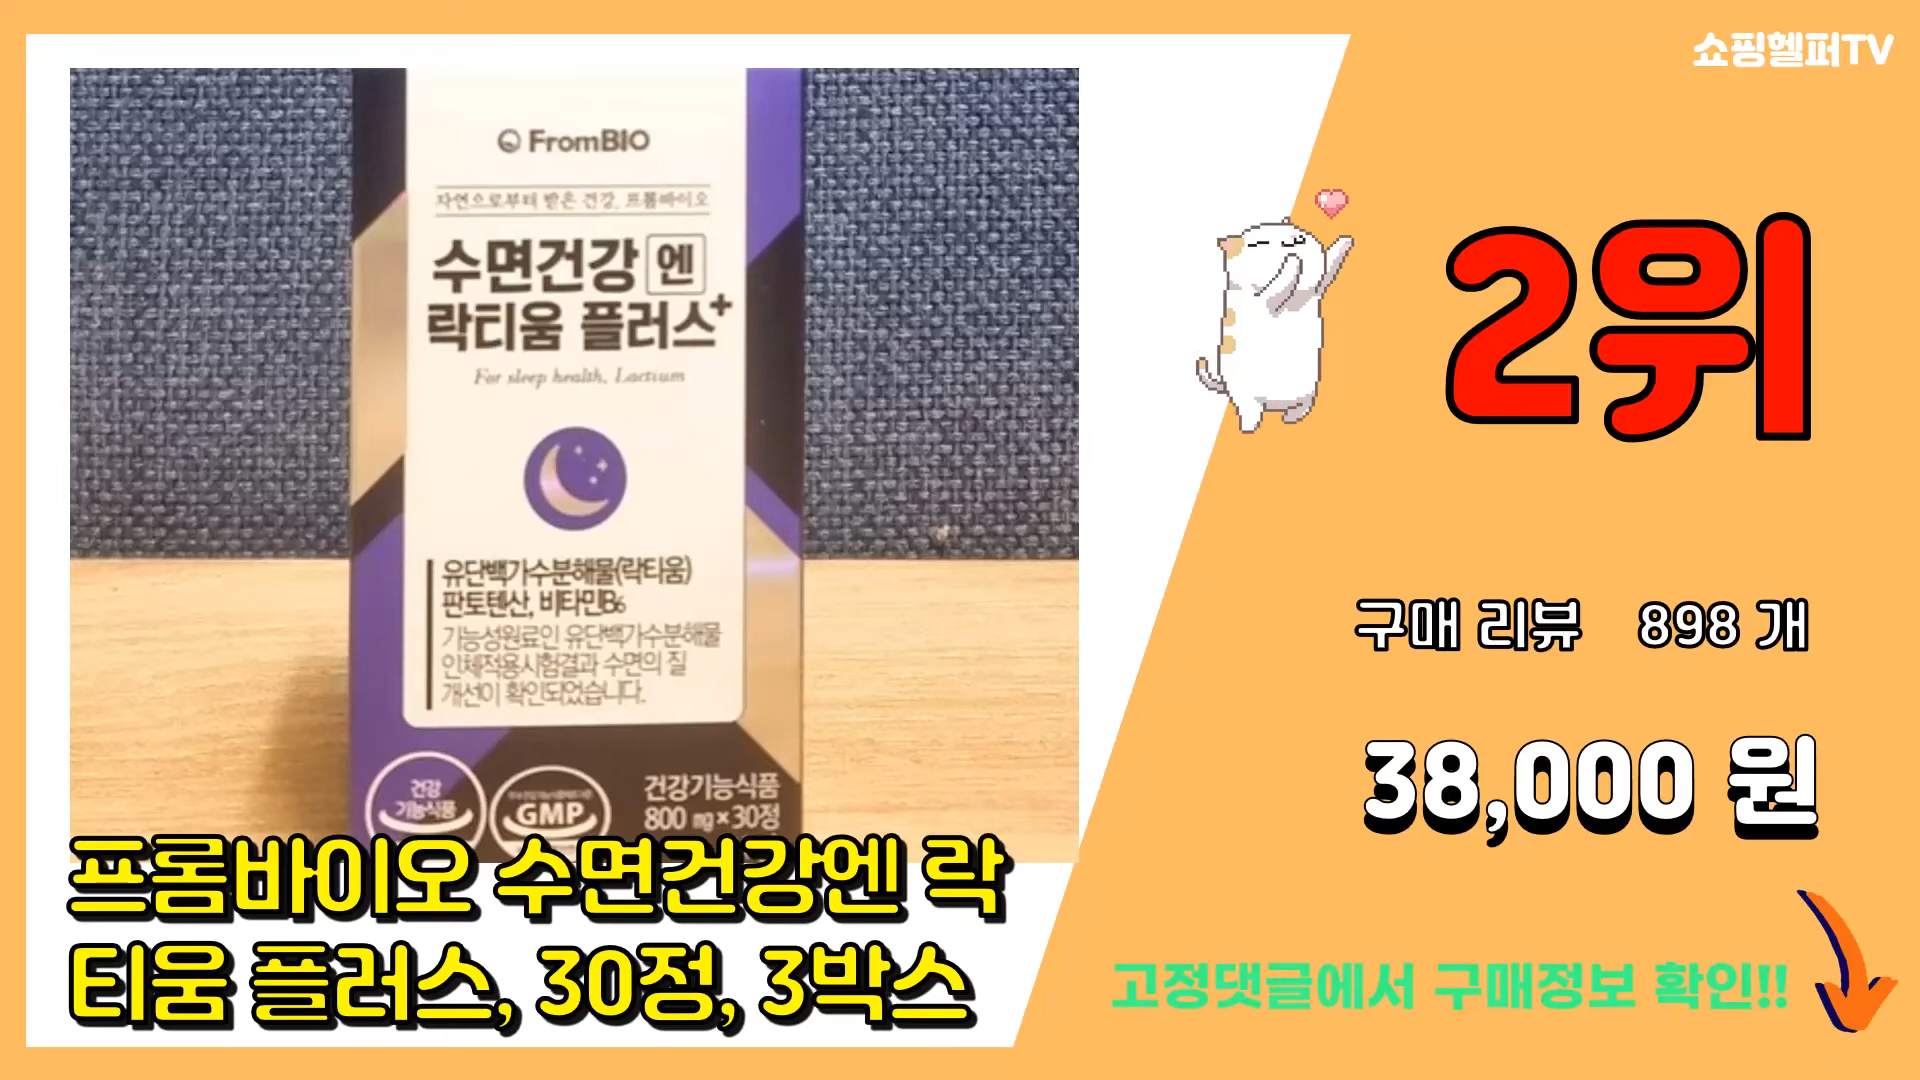 쇼핑헬퍼TV
FromBIO
자연으로부터 받은 건강, 프롬바이오
수면건강 엔
락티움 플러스+
For sleep health, Lactium
유단백가수분해물(락티움)
판토텐산, 비타민B6
기능성원료인 유단백가수분해물
인체적용시험결과 수면의 질
개선이 확인되었습니다.
건강
기능식품
GMP
건강기능식품
800 mg × 30정
2위
구매 리뷰 898 개
38,000 원
프롬바이오 수면건강엔 락
티움 플러스, 30정, 3박스
고정댓글에서 구매정보 확인!!